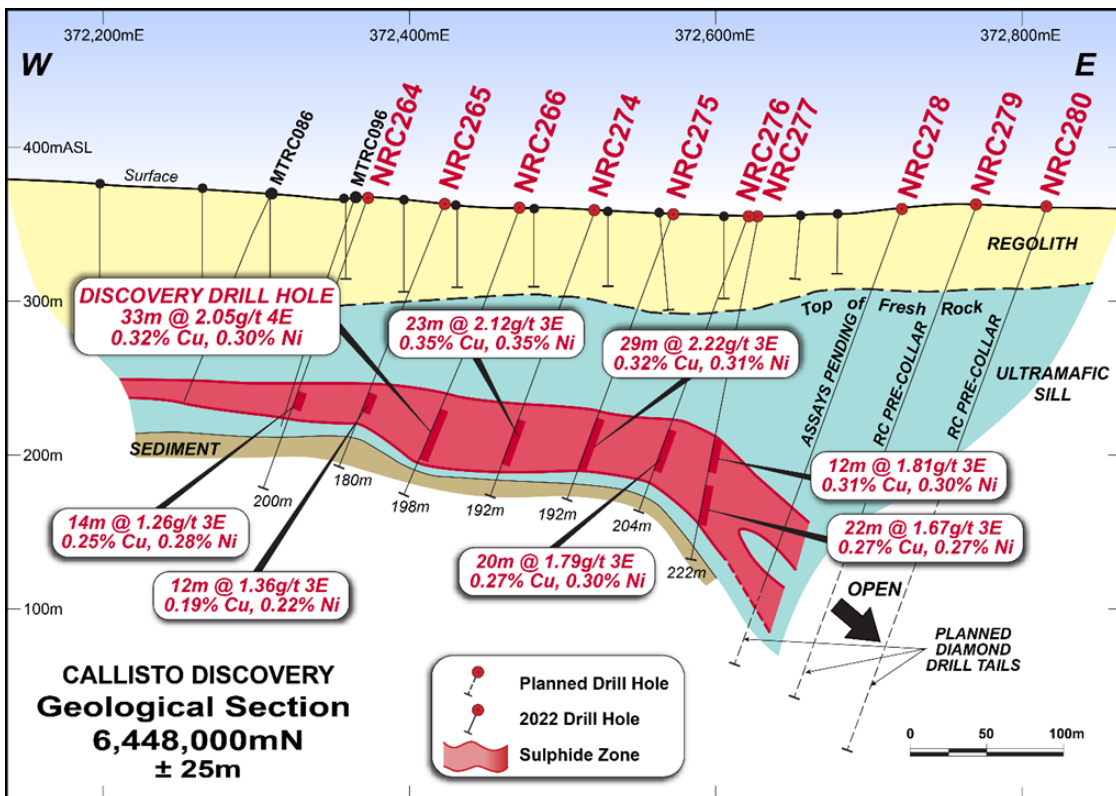 372,200mE
372,400mE
372,600mE
372,800mE
W
E
MTRC086
MTRC096
NRC264
NRC265
NRC266
NRC274
NRC275
NRC276
NRC277
NRC278
NRC279
NRC280
400mASL
Surface
REGOLITH
300m
Top of Fresh Rock
DISCOVERY DRILL HOLE
33m @ 2.05g/t 4E
0.32% Cu, 0.30% Ni
23m @ 2.12g/t 3E
0.35% Cu, 0.35% Ni
29m @ 2.22g/t 3E
0.32% Cu, 0.31% Ni
ASSAYS PENDING
RC PRE-COLLAR
RC PRE-COLLAR
ULTRAMAFIC
SILL
SEDIMENT
200m
200m
180m
198m
192m
192m
204m
222m
12m @ 1.81g/t 3E
0.31% Cu, 0.30% Ni
14m @ 1.26g/t 3E
0.25% Cu, 0.28% Ni
22m @ 1.67g/t 3E
0.27% Cu, 0.27% Ni
12m @ 1.36g/t 3E
0.19% Cu, 0.22% Ni
20m @ 1.79g/t 3E
0.27% Cu, 0.30% Ni
100m
OPEN
PLANNED
DIAMOND
DRILL TAILS
CALLISTO DISCOVERY
Geological Section
6,448,000mN
± 25m
Planned Drill Hole
2022 Drill Hole
Sulphide Zone
0
50
100m